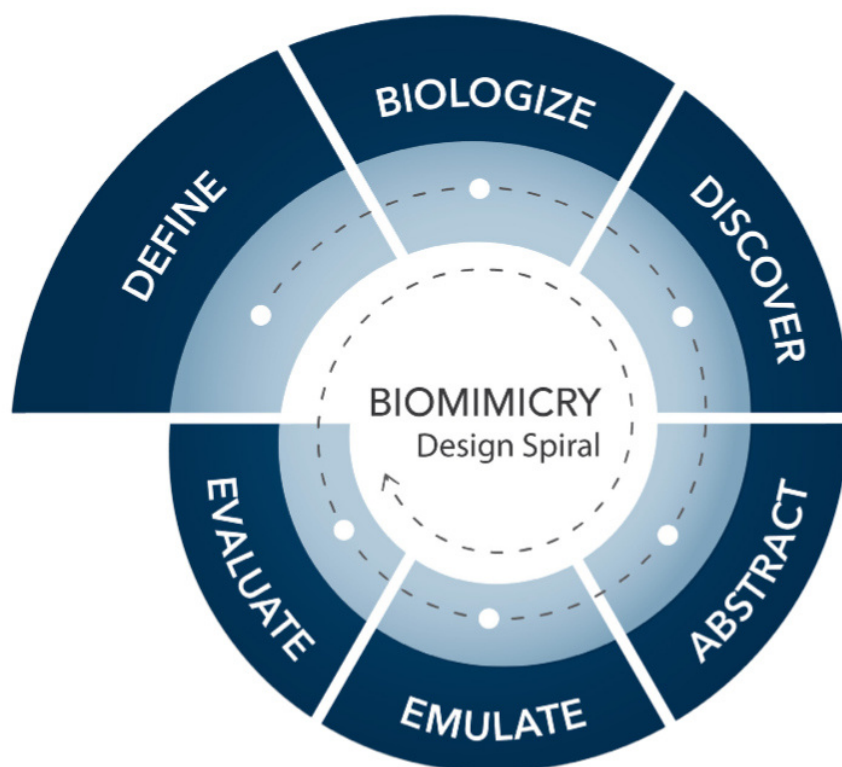 DEFINE
BIOLOGIZE
DISCOVER
ABSTRACT
EMULATE
EVALUATE
BIOMIMICRY
Design Spiral